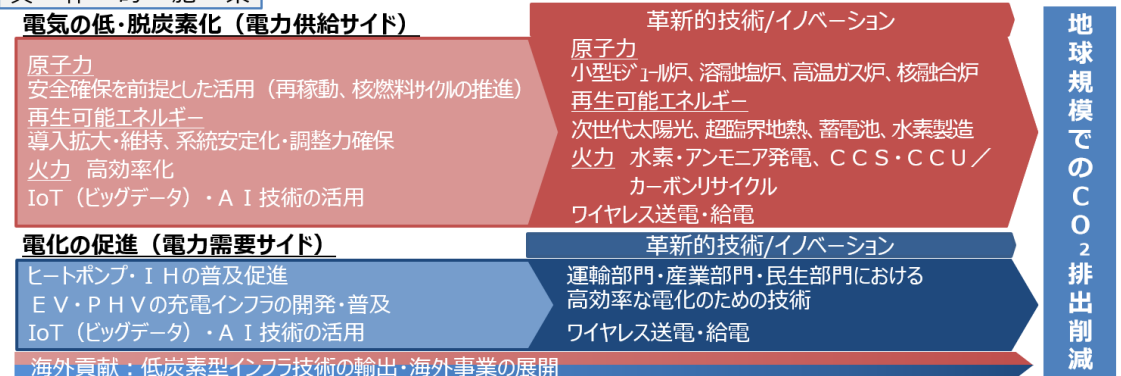 電気の低・脱炭素化（電力供給サイド）
原子力
安全確保を前提とした活用（再稼動、核燃料ｻｲｸﾙの推進）
再生可能エネルギー
導入拡大・維持、系統安定化・調整力確保
火力 高効率化
IoT（ビッグデータ）・ＡＩ技術の活用
革新的技術/イノベーション
原子力
小型ﾓｼﾞｭｰﾙ炉、溶融塩炉、高温ガス炉、核融合炉
再生可能エネルギー
次世代太陽光、超臨界地熱、蓄電池、水素製造
火力 水素・アンモニア発電、ＣＣＳ・ＣＣＵ／
カーボンリサイクル
ワイヤレス送電・給電
電化の促進（電力需要サイド）
ヒートポンプ・ＩＨの普及促進
ＥＶ・ＰＨＶの充電インフラの開発・普及
IoT（ビッグデータ）・ＡＩ技術の活用
革新的技術/イノベーション
運輸部門・産業部門・民生部門における
高効率な電化のための技術
ワイヤレス送電・給電
海外貢献：低炭素型インフラ技術の輸出・海外事業の展開
地球規模でのＣＯ₂排出削減